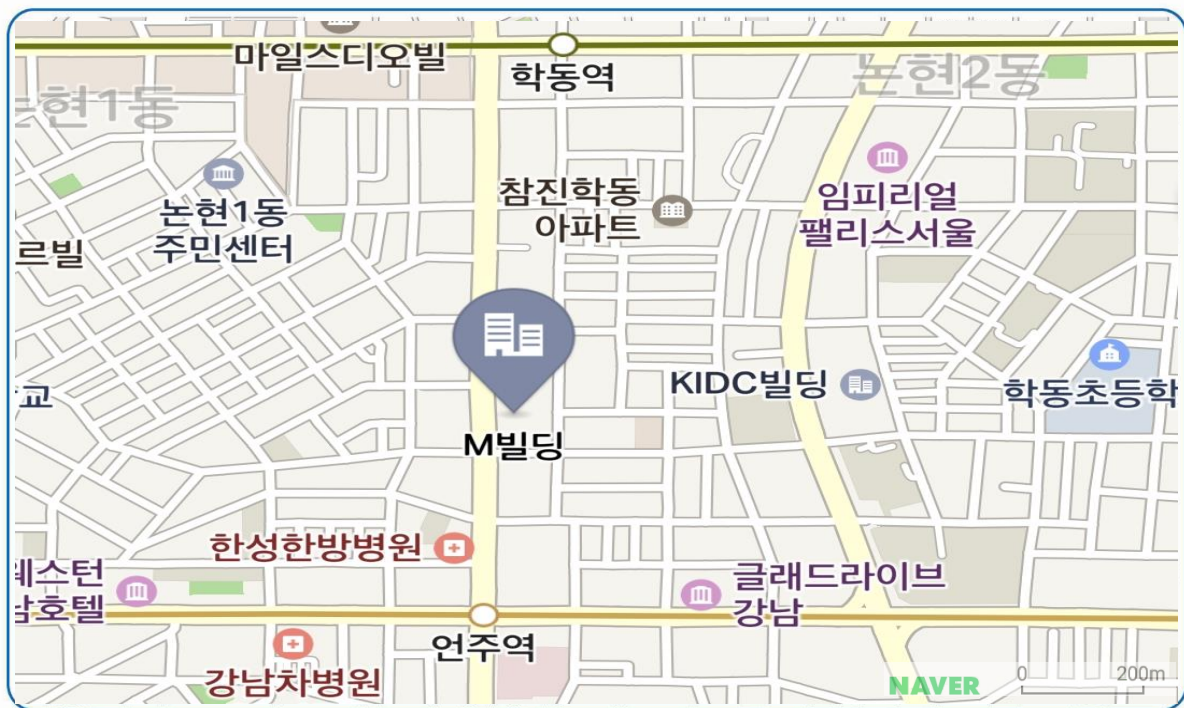 마일스디오빌
학동역
논현2동
논현1동
임피리얼
팰리스서울
참진학동
아파트
논현1동
주민센터
르빌
KIDC빌딩
학동초등학
교
M빌딩
한성한방병원
글래드라이브
강남
웨스턴
남호텔
언주역
강남차병원
NAVER
0 200m